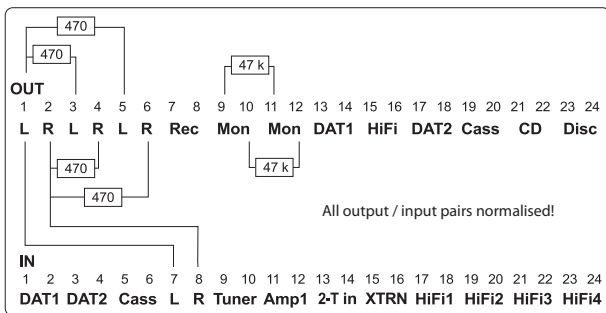 470
470
47 k
OUT
1 2 3 4 5 6 7 8 9 10 11 12 13 14 15 16 17 18 19 20 21 22 23 24
L R L R L R Rec Mon Mon DAT1 HiFi DAT2 Cass CD Disc
470
47 k
470
All output / input pairs normalised!
IN
1 2 3 4 5 6 7 8 9 10 11 12 13 14 15 16 17 18 19 20 21 22 23 24
DAT1 DAT2 Cass L R Tuner Amp1 2-T in XTRN HiFi1 HiFi2 HiFi3 HiFi4